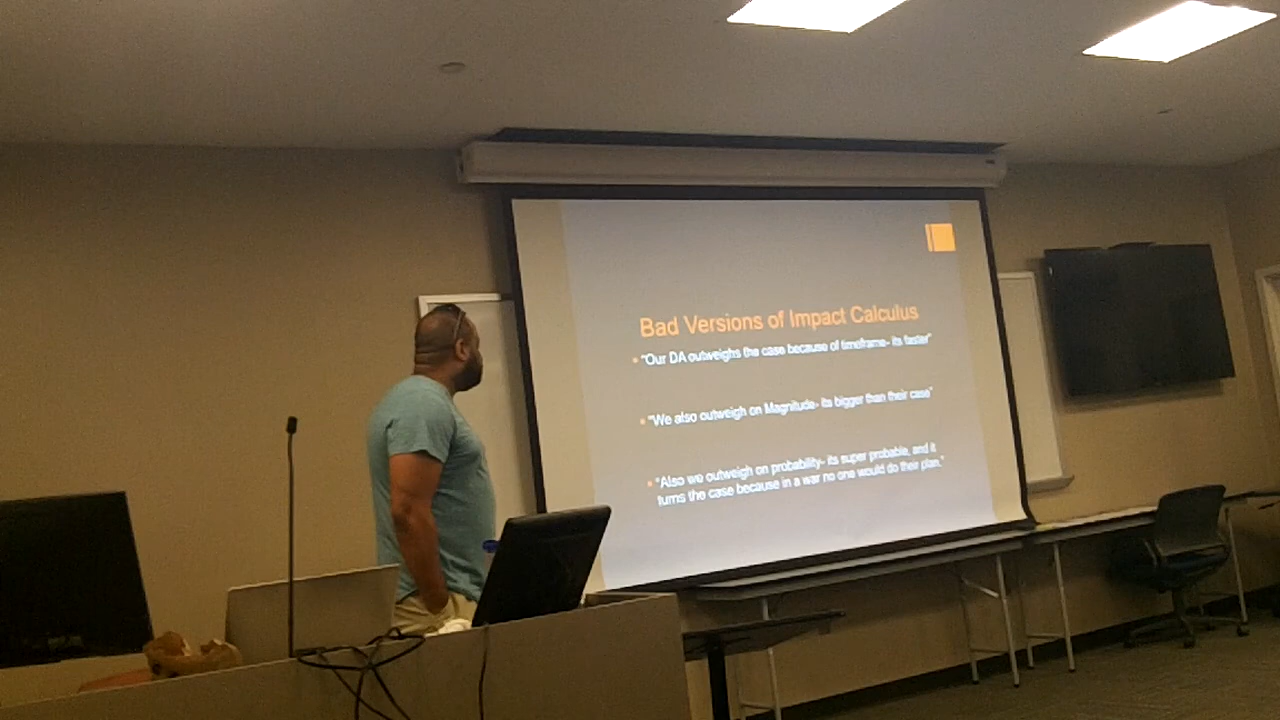 Bad Versions of Impact Calculus
"Our DA outweighs the case because of timeframe- its faster"
"We also outweigh on Magnitude- its bigger than their case"
"Also we outweigh on probability- its super probable, and it
turns the case because in a war no one would do their plan."